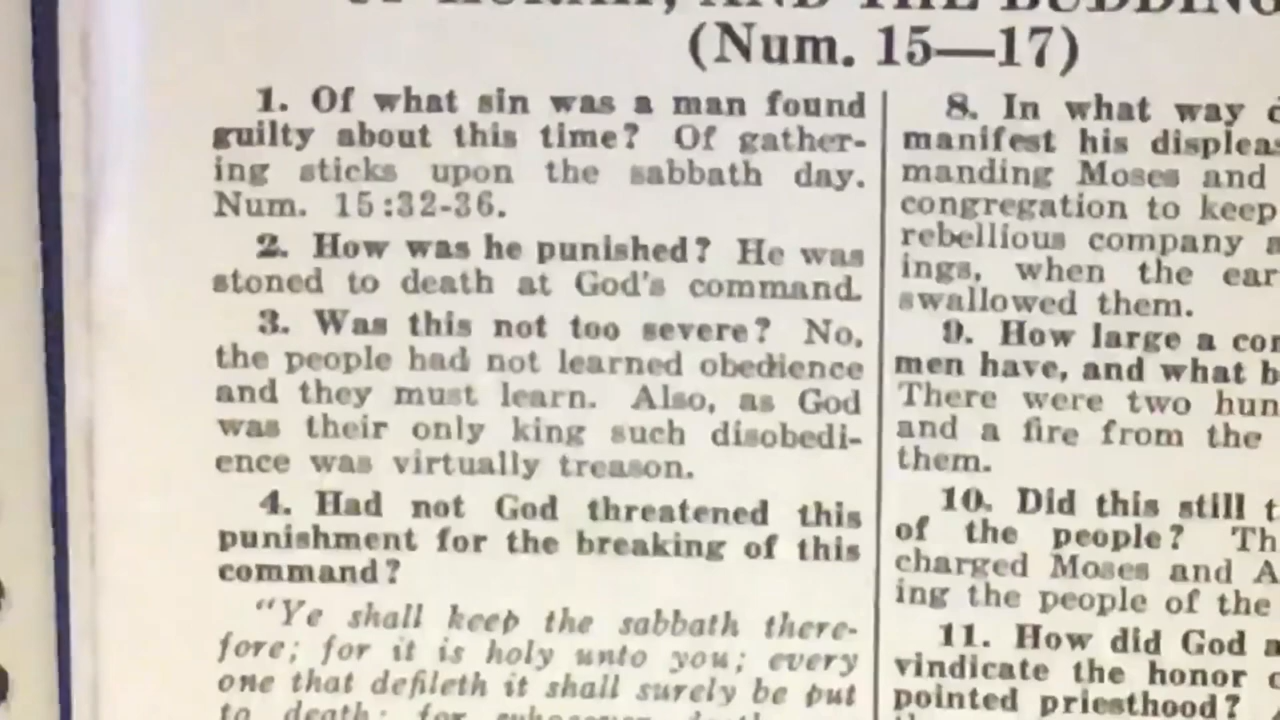 (Num. 15—17)
1. Of what sin was a man found
guilty about this time? Of gather-
ing sticks upon the sabbath day.
Num. 15:32-36.
2. How was he punished? He was
stoned to death at God's command.
3. Was this not too severe? No,
the people had not learned obedience
and they must learn. Also, as God
was their only king such disobedi-
ence was virtually treason.
4. Had not God threatened this
punishment for the breaking of this
command?
"Ye shall keep the sabbath there-
fore; for it is holy unto you; every
one that defileth it shall surely be put
to death; for
8. In what way
manifest his
manding Moses and
congregation to keep
rebellious company
ings, when the
swallowed them.
9. How large a
men have, and what
There were two
and a fire from the
them.
10. Did this still
of the people?
charged Moses and
ing the people of the
11. How did God
vindicate the honor
pointed priesthood?